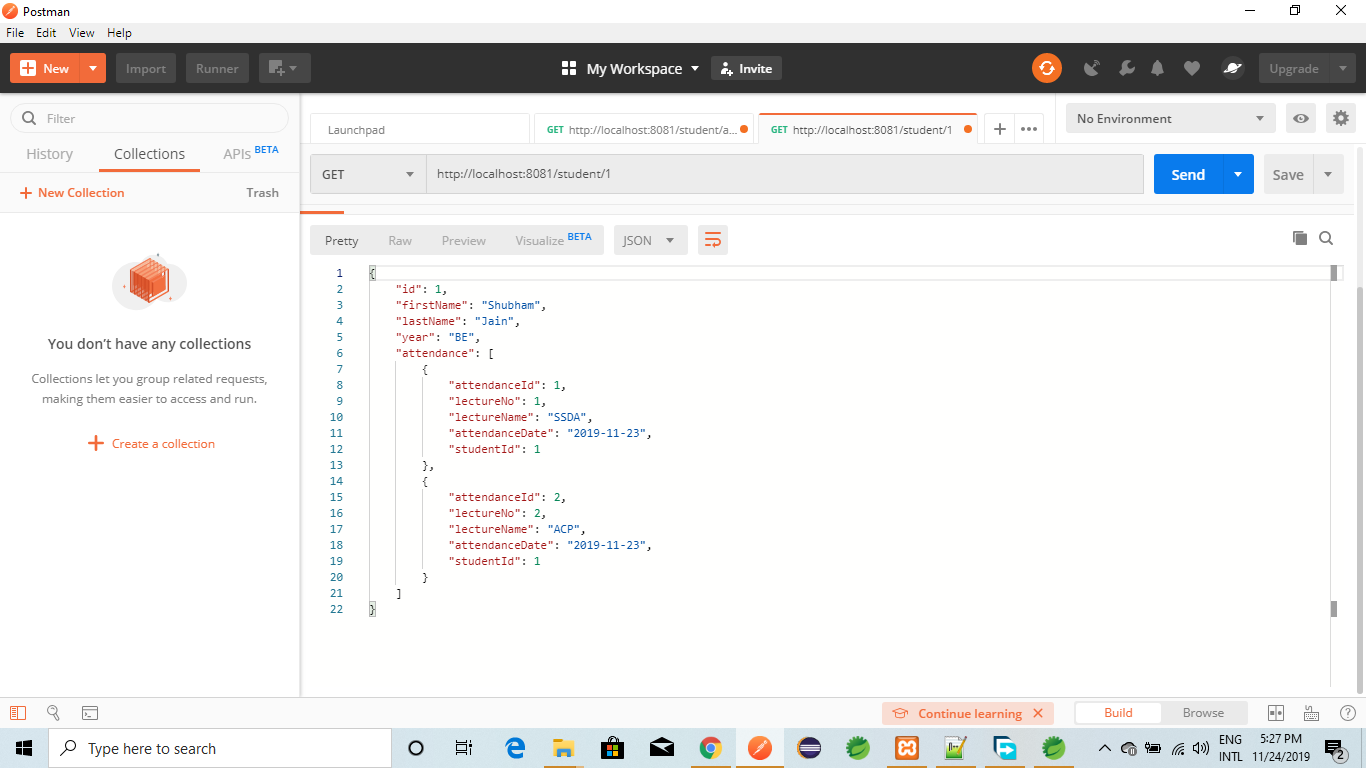 Postman
File Edit View Help
New Import Runner My Workspace Invite Upgrade
Filter
History Collections APIs BETA
New Collection Trash
You don't have any collections
Collections let you group related requests,
making them easier to access and run.
Create a collection
Launchpad GET http://localhost:8081/student/a... GET http://localhost:8081/student/1 No Environment
GET http://localhost:8081/student/1 Send Save
Pretty Raw Preview Visualize BETA JSON
1 {
2 "id": 1,
3 "firstName": "Shubham",
4 "lastName": "Jain",
5 "year": "BE",
6 "attendance": [
7 {
8 "attendanceId": 1,
9 "lectureNo": 1,
10 "lectureName": "SSDA",
11 "attendanceDate": "2019-11-23",
12 "studentId": 1
13 },
14 {
15 "attendanceId": 2,
16 "lectureNo": 2,
17 "lectureName": "ACP",
18 "attendanceDate": "2019-11-23",
19 "studentId": 1
20 }
21 ]
22 }
Continue learning Build Browse
Type here to search
ENG 5:27 PM
INTL 11/24/2019 2